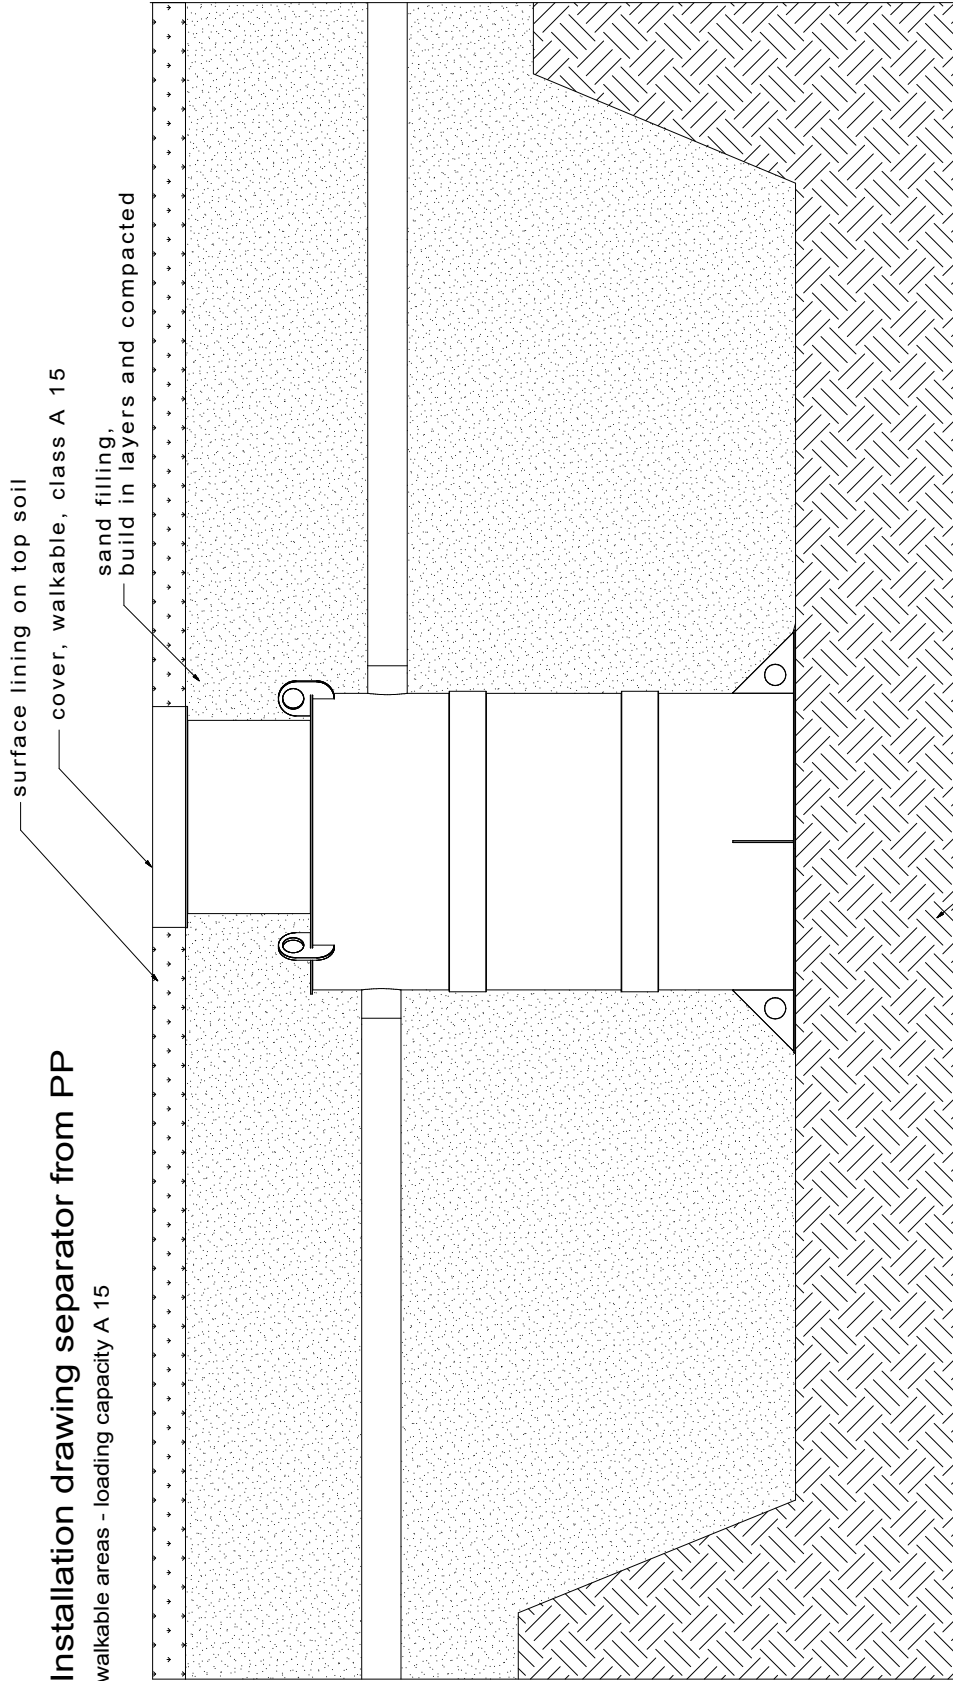 Installation drawing separator from PP
walkable areas - loading capacity A 15
surface lining on top soil
cover, walkable, class A 15
sand filling,
build in layers and compacted